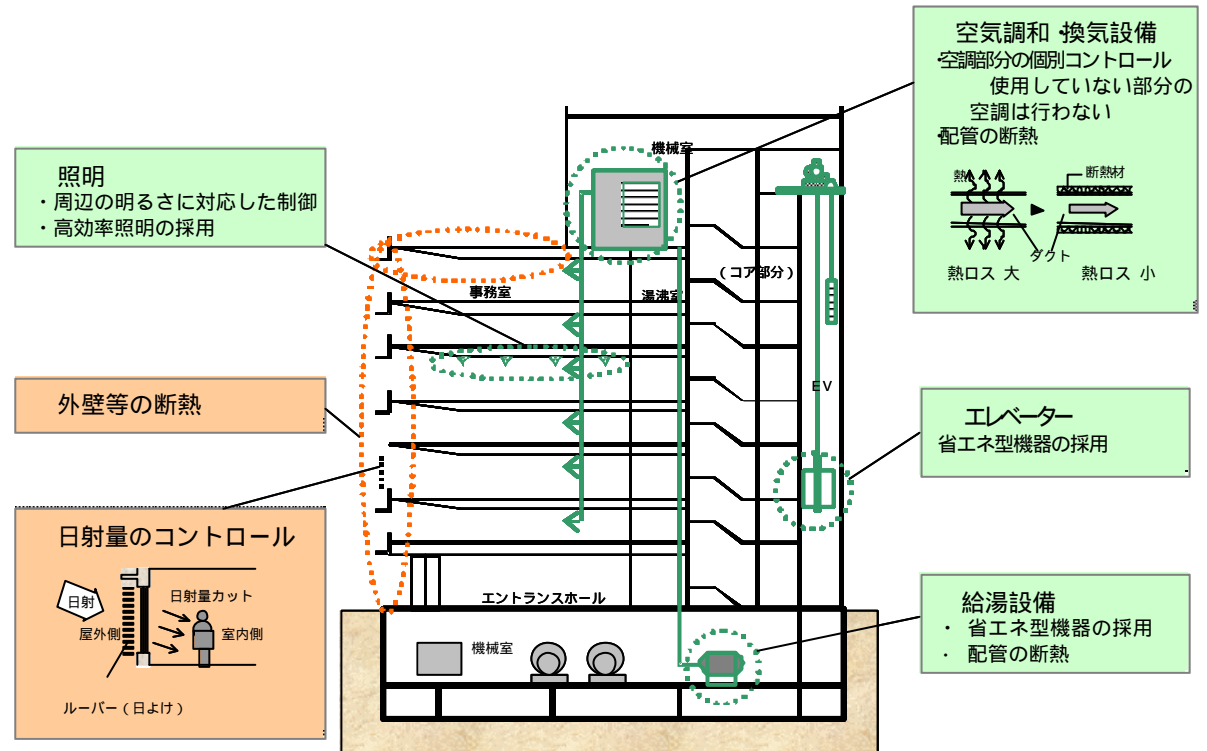 空気調和・換気設備
・空調部分の個別コントロール
使用していない部分の
空調は行わない
・配管の断熱
熱
断熱材
ダクト
熱ロス 大
熱ロス 小
照明
・周辺の明るさに対応した制御
・高効率照明の採用
機械室
(コア部分)
事務室
湯沸室
EV
外壁等の断熱
エレベーター
省エネ型機器の採用
日射量のコントロール
日射
日射量カット
屋外側
室内側
ルーバー(日よけ)
エントランスホール
機械室
給湯設備
・ 省エネ型機器の採用
・ 配管の断熱